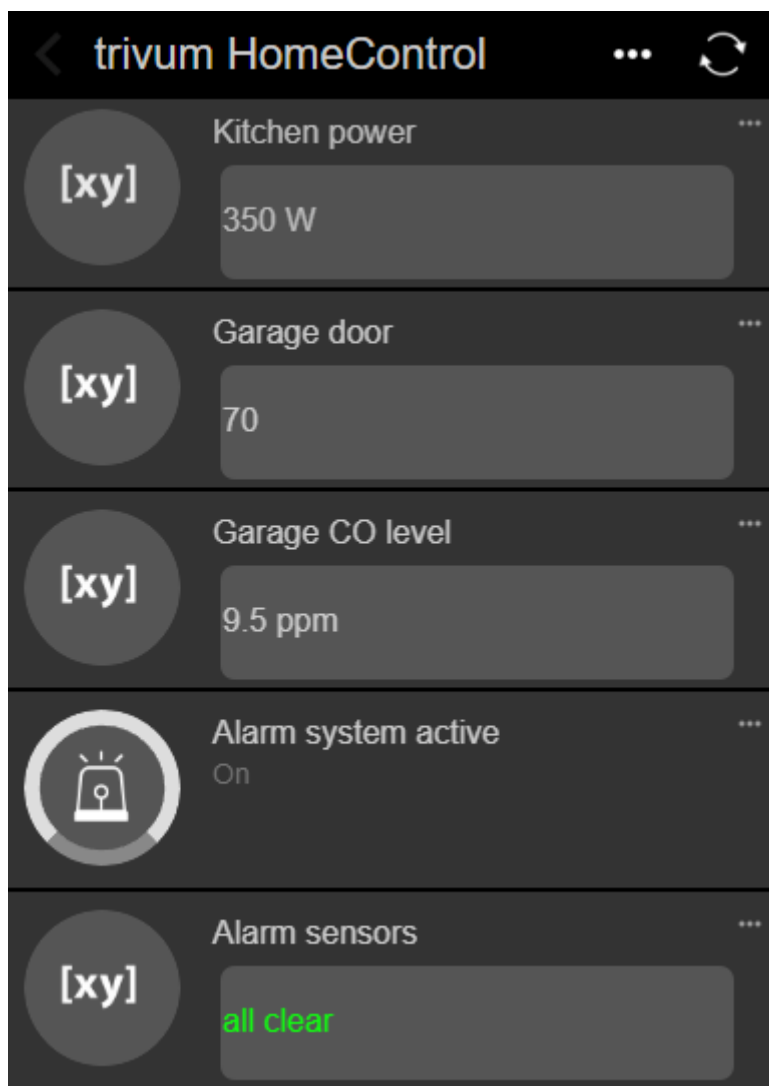 trivum HomeControl
[xy]
Kitchen power
350 W
[xy]
Garage door
70
[xy]
Garage CO level
9.5 ppm
Alarm system active
On
[xy]
Alarm sensors
all clear